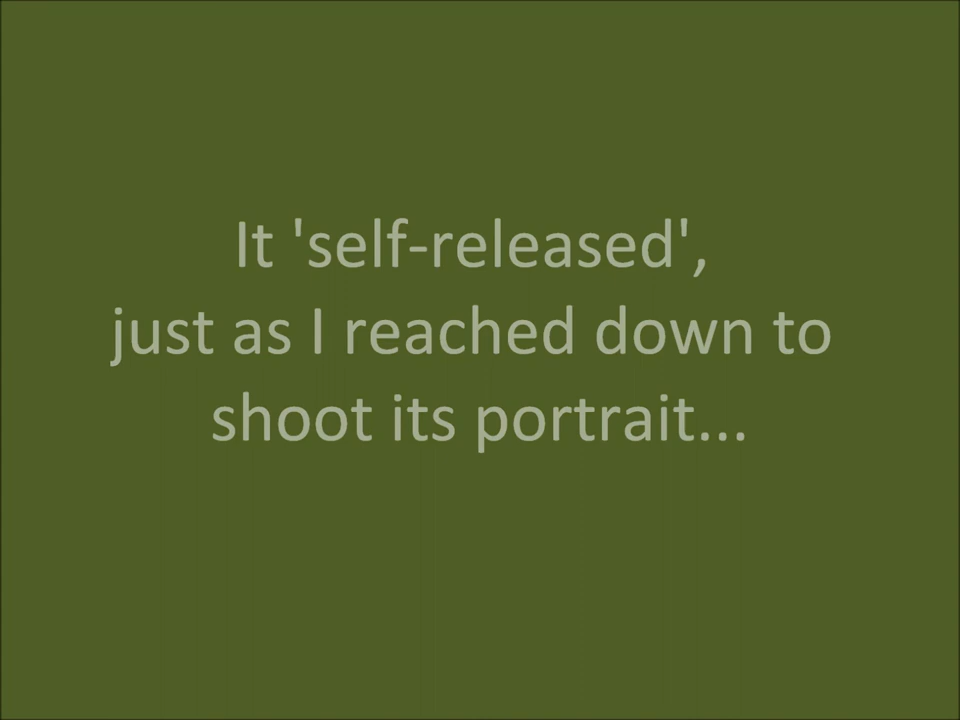 It 'self-released',
just as I reached down to
shoot its portrait...